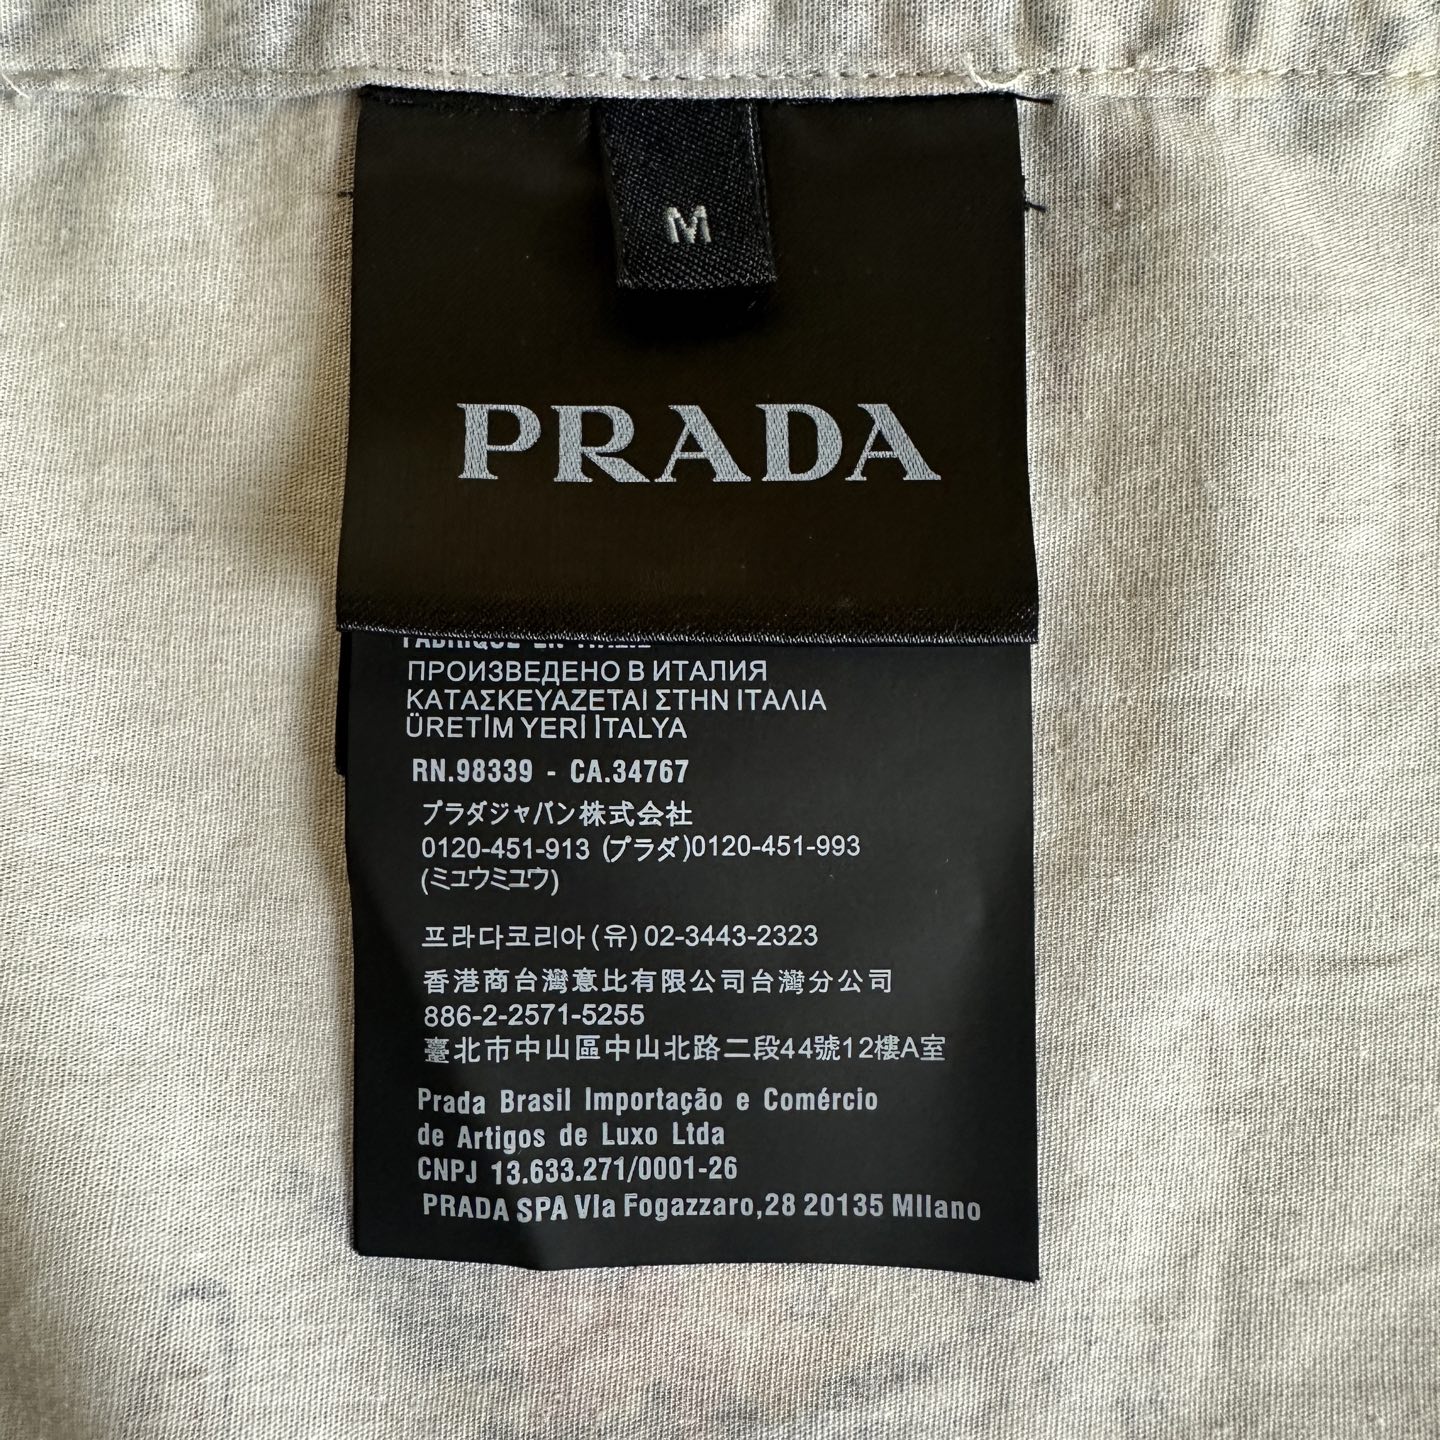 M
PRADA
FABRIQUÉ EN ITALIE
ПРОИЗВЕДЕНО В ИТАЛИЯ
ΚΑΤΑΣΚΕΥΑΖΕΤΑΙ ΣΤΗΝ ΙΤΑΛΙΑ
ÜRETİM YERİ İTALYA
RN.98339 - CA.34767
プラダジャパン株式会社
0120-451-913 (プラダ)0120-451-993
(ミュウミュウ)
프라다코리아(유)02-3443-2323
香港商台灣意比有限公司台灣分公司
886-2-2571-5255
臺北市中山區中山北路二段44號12樓A室
Prada Brasil Importação e Comércio
de Artigos de Luxo Ltda
CNPJ 13.633.271/0001-26
PRADA SPA Via Fogazzaro,28 20135 Milano